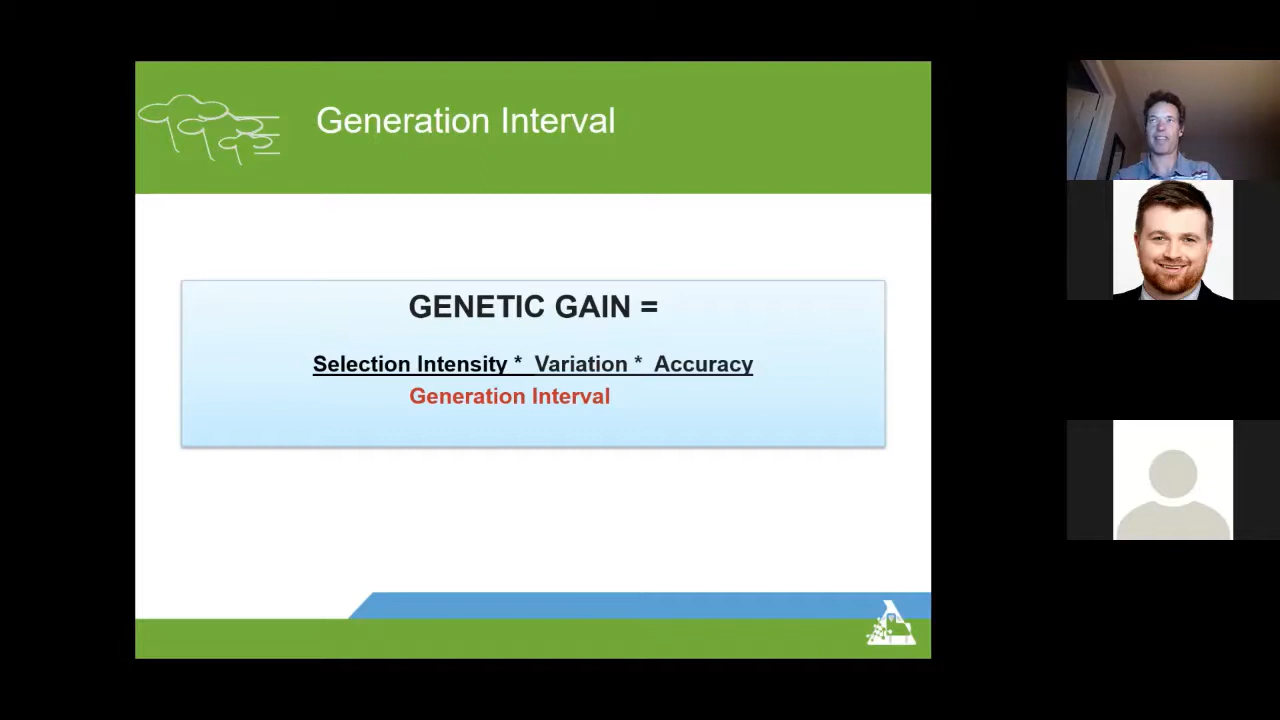 Generation Interval
GENETIC GAIN =
Selection Intensity * Variation * Accuracy
Generation Interval